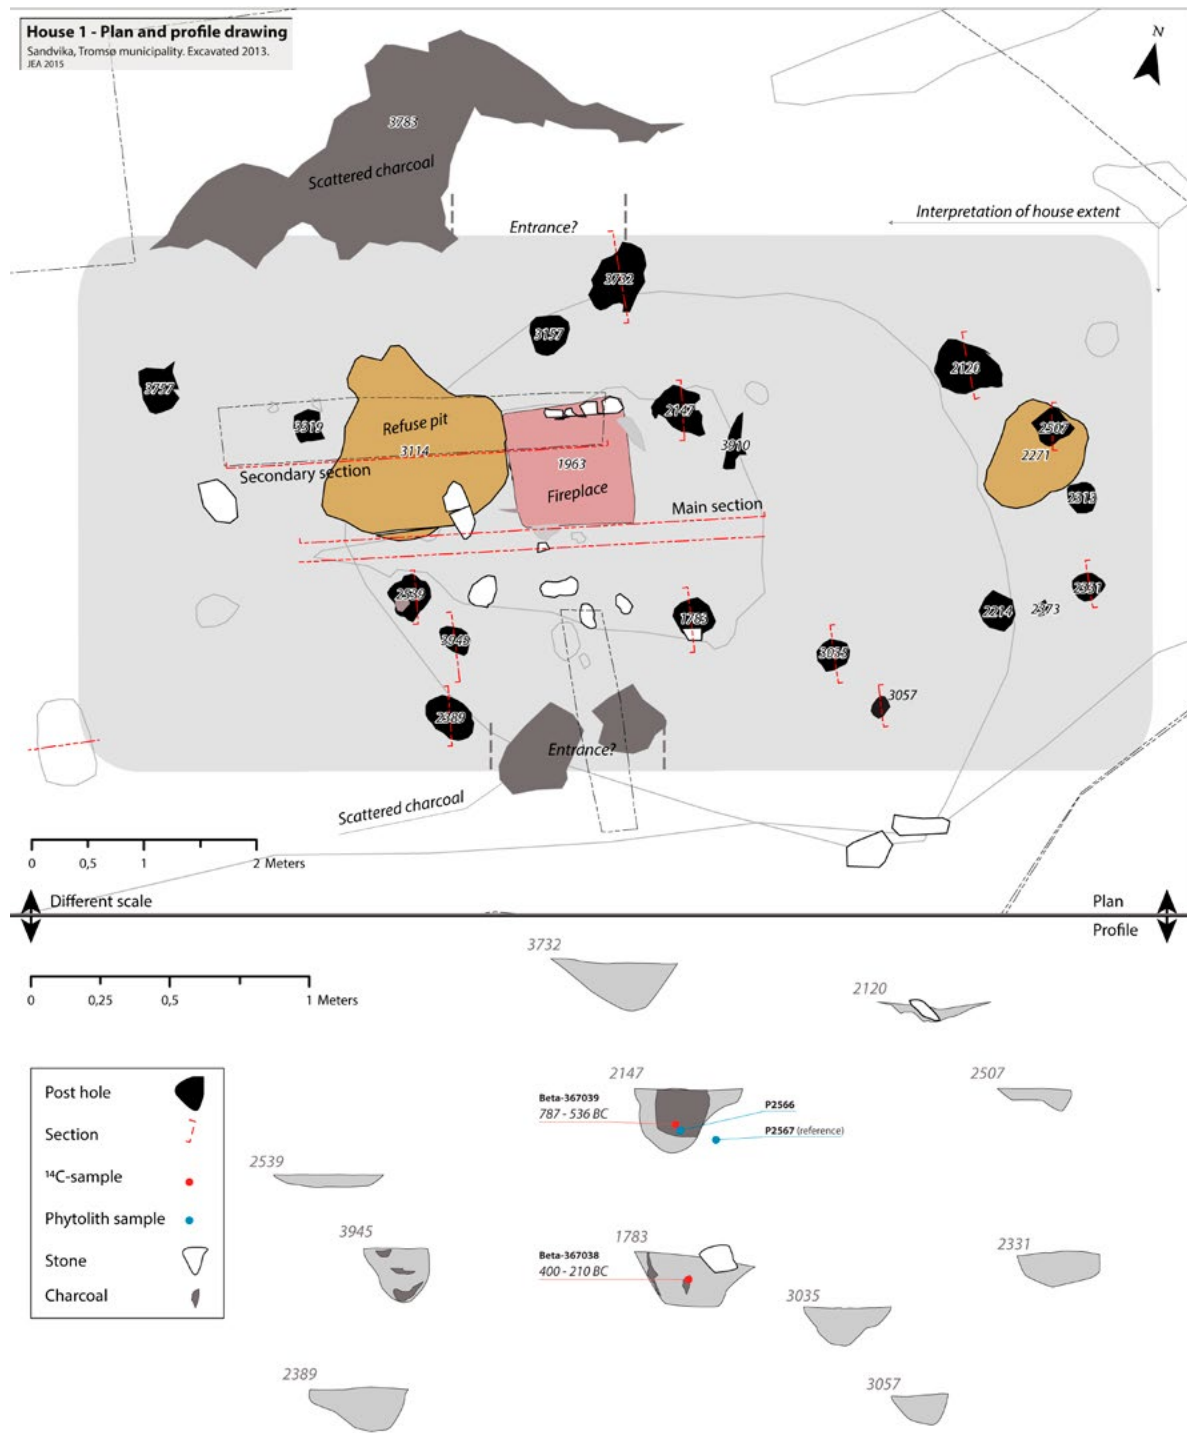 House 1 - Plan and profile drawing
Sandvika, Tromsø municipality. Excavated 2013.
JEA 2015
N
3783
Scattered charcoal
Entrance?
Interpretation of house extent
3732
3157
2120
3757
3319
Refuse pit
3114
2147
3910
2507
2271
1963
Secondary section
Fireplace
Main section
2313
2539
1783
2331
2214
2373
3945
3035
3057
2389
Entrance?
Scattered charcoal
0 0,5 1 2 Meters
Different scale
Plan
Profile
3732
0 0,25 0,5 1 Meters
2120
2147
2507
Post hole
Beta-367039
787 - 536 BC
P2566
P2567 (reference)
Section
2539
¹⁴C-sample
Phytolith sample
3945
1783
2331
Stone
Beta-367038
400 - 210 BC
Charcoal
3035
2389
3057